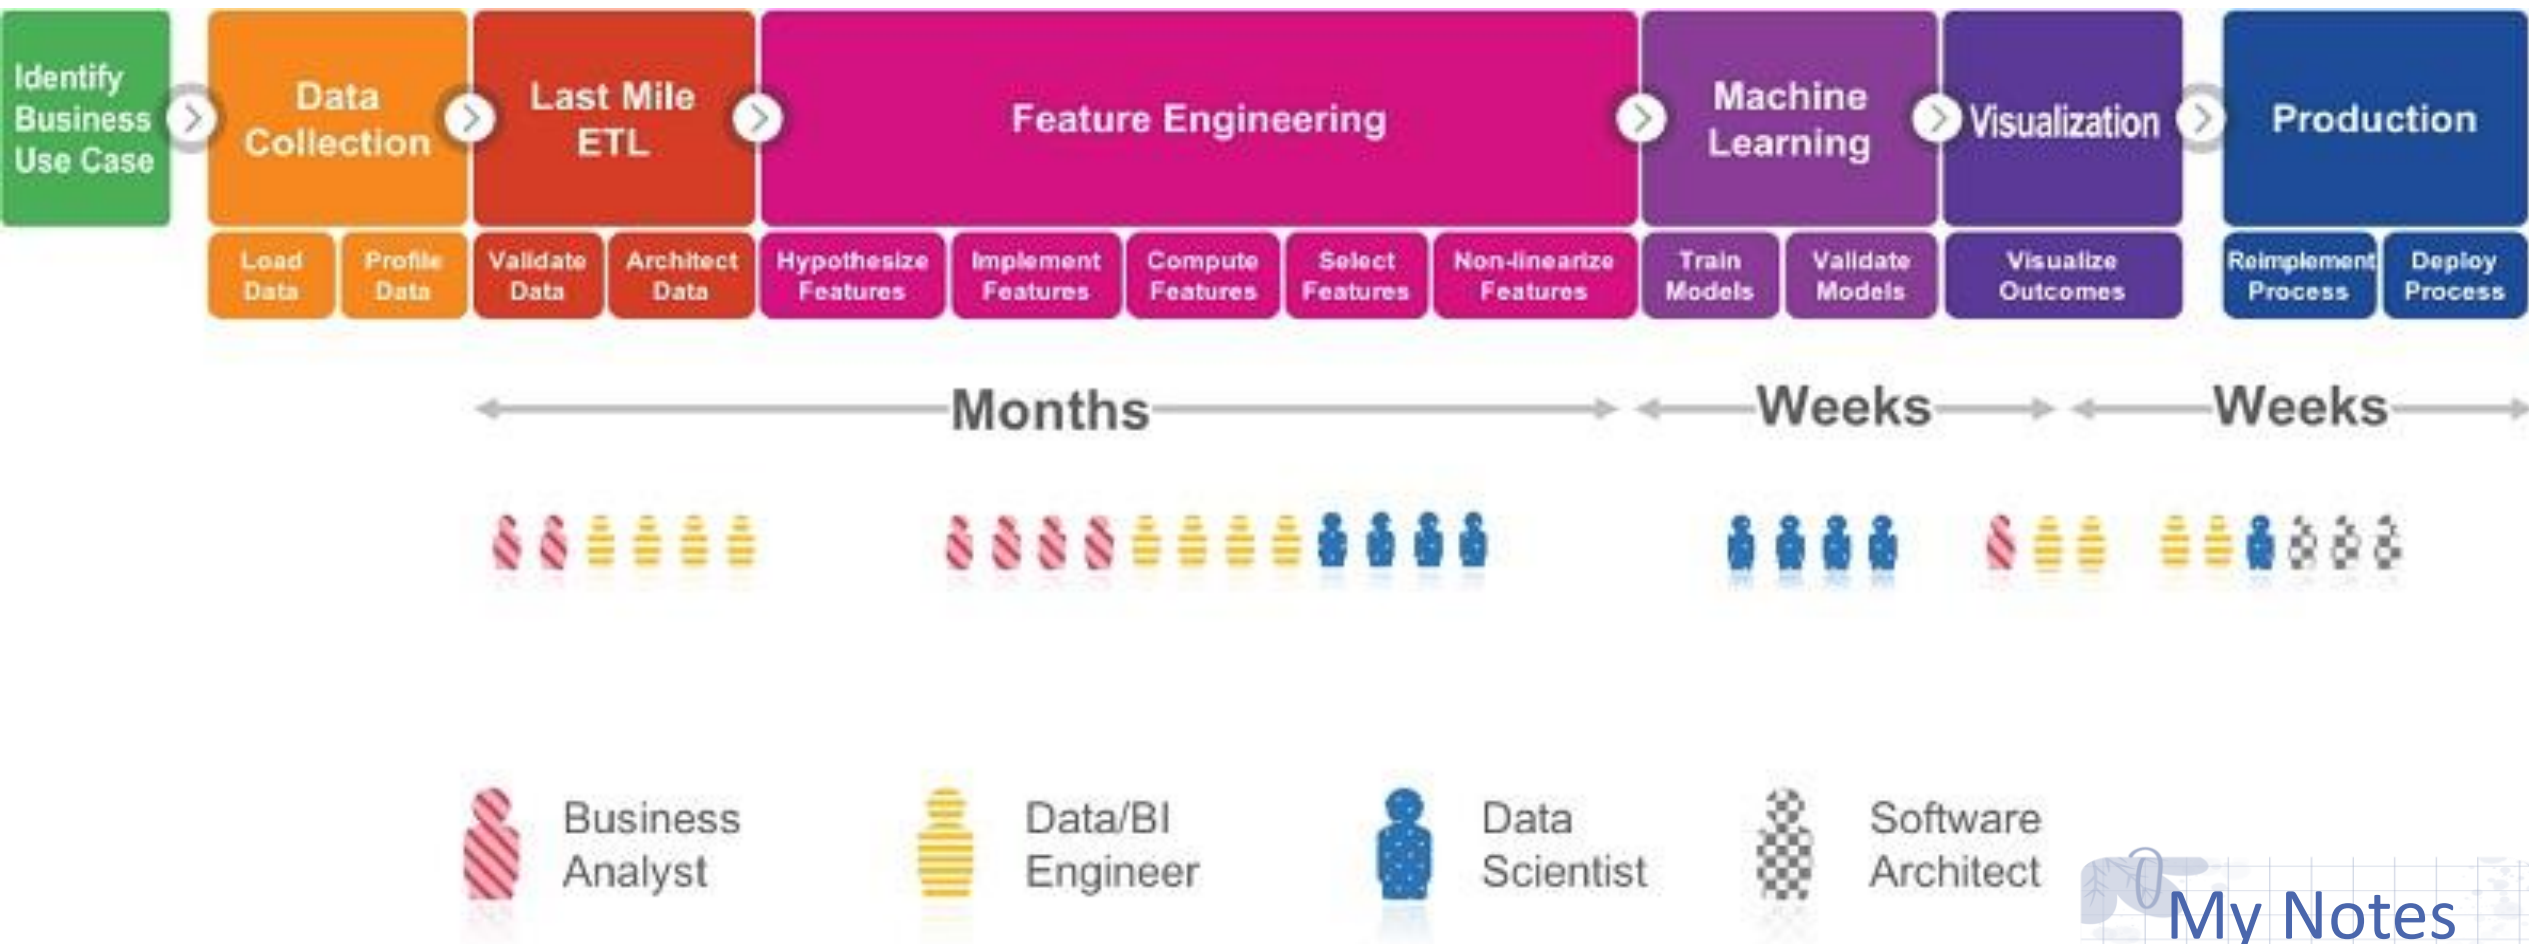 Identify
Business
Use Case
Data
Collection
Last Mile
ETL
Feature Engineering
Machine
Learning
Visualization
Production
Load
Data
Profile
Data
Validate
Data
Architect
Data
Hypothesize
Features
Implement
Features
Compute
Features
Select
Features
Non-linearize
Features
Train
Models
Validate
Models
Visualize
Outcomes
Reimplement
Process
Deploy
Process
Months
Weeks
Weeks
Business
Analyst
Data/BI
Engineer
Data
Scientist
Software
Architect
My Notes